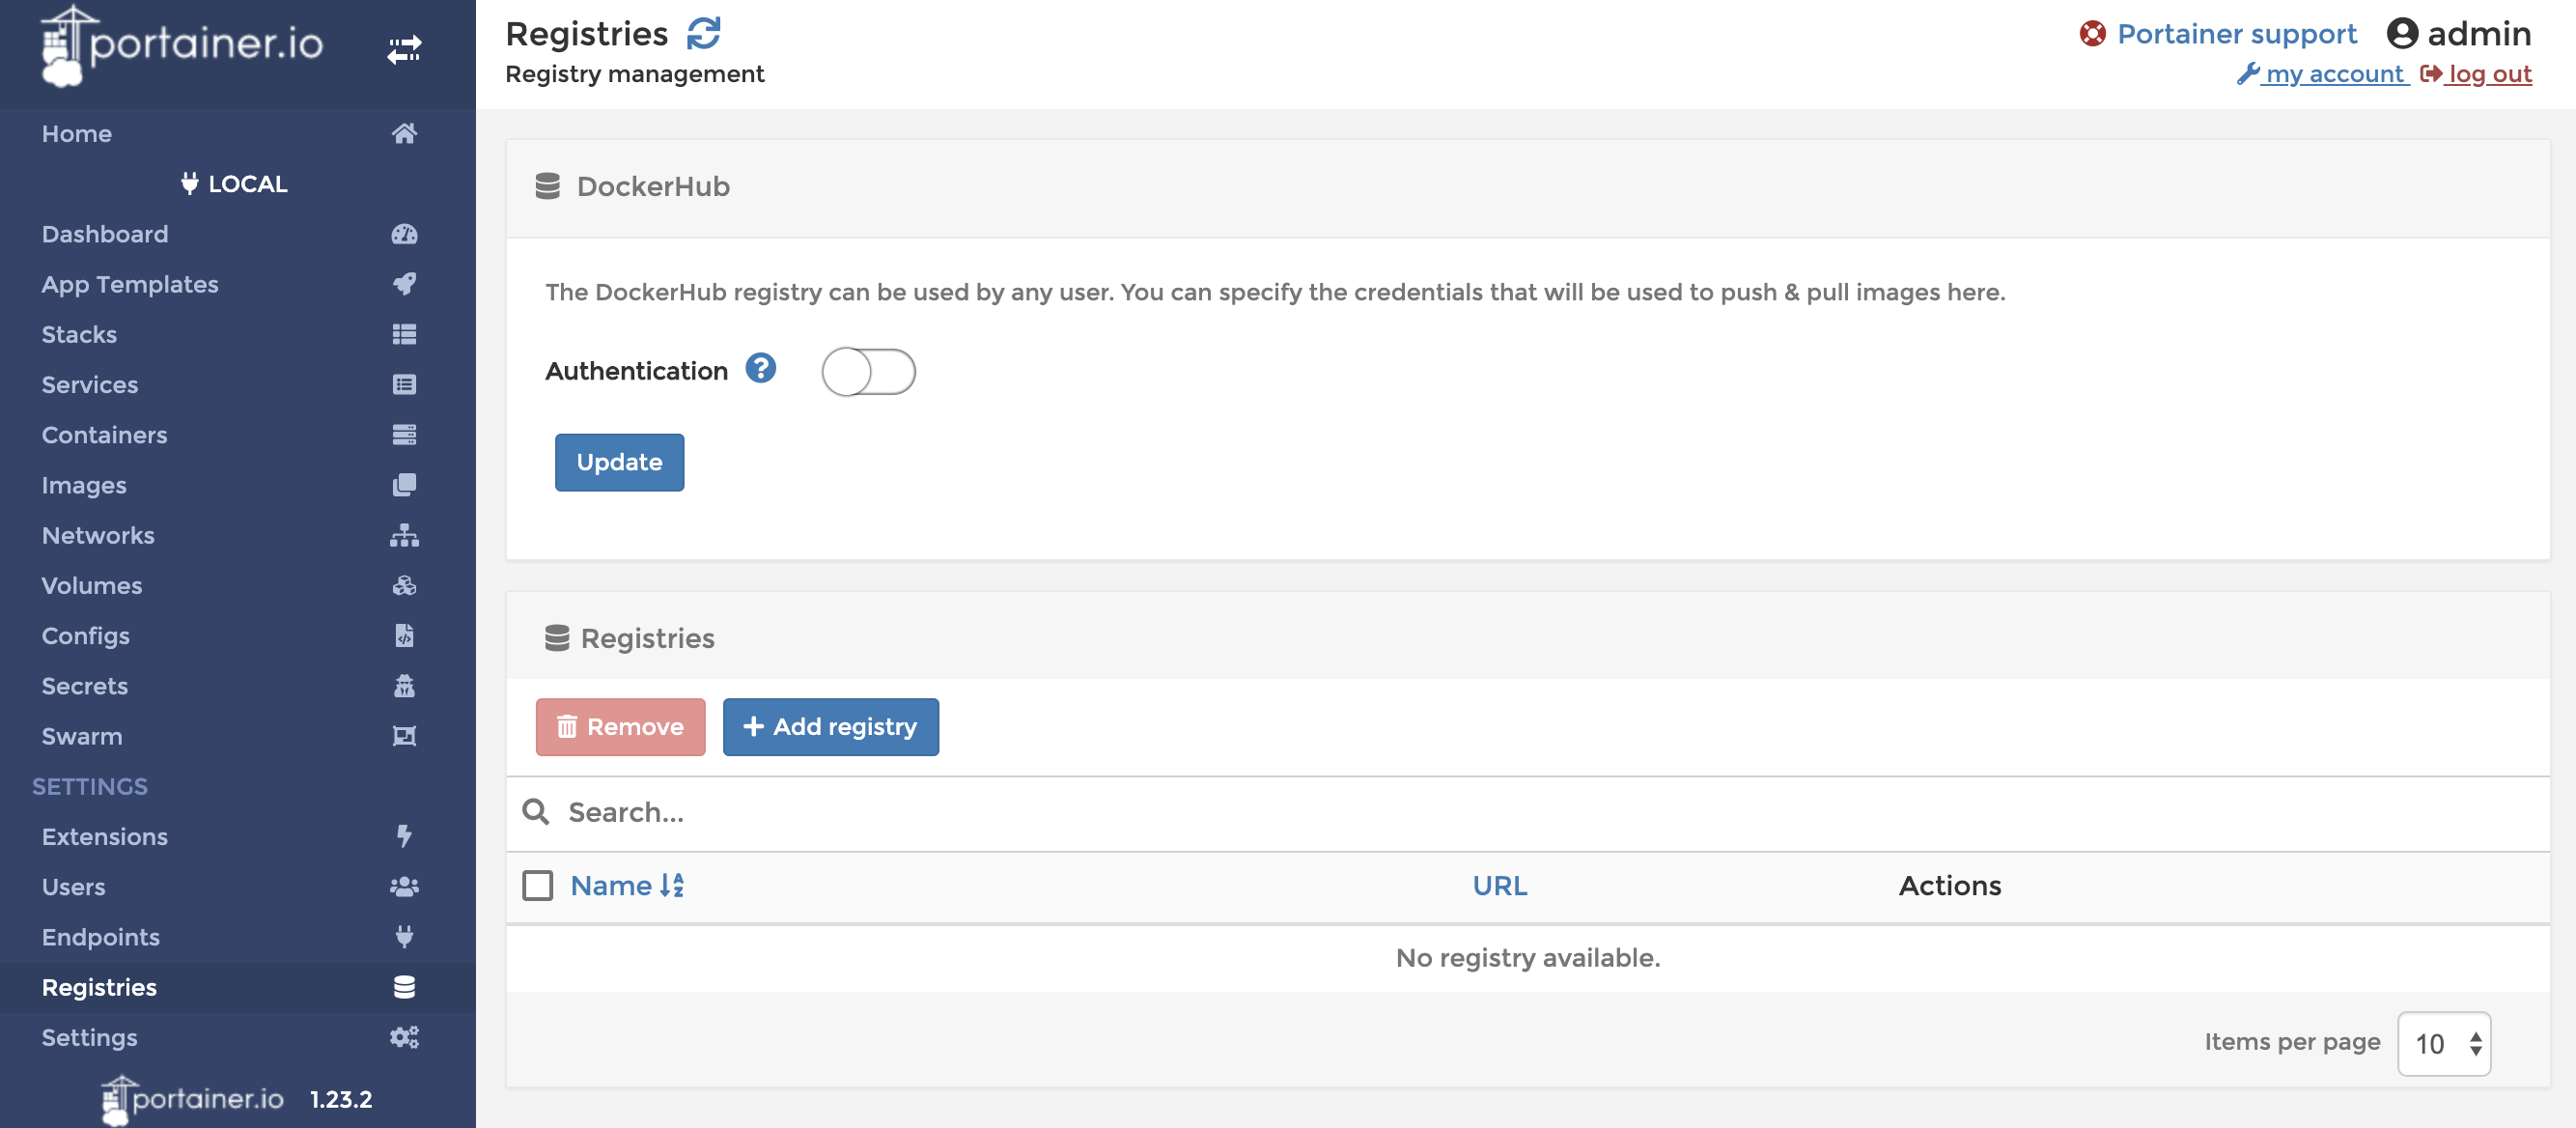 portainer.io
Home
LOCAL
Dashboard
App Templates
Stacks
Services
Containers
Images
Networks
Volumes
Configs
Secrets
Swarm
SETTINGS
Extensions
Users
Endpoints
Registries
Settings
portainer.io 1.23.2
Registries
Registry management
Portainer support admin
my account log out
DockerHub
The DockerHub registry can be used by any user. You can specify the credentials that will be used to push & pull images here.
Authentication ?
Update
Registries
Remove + Add registry
Search...
Name URL Actions
No registry available.
Items per page 10